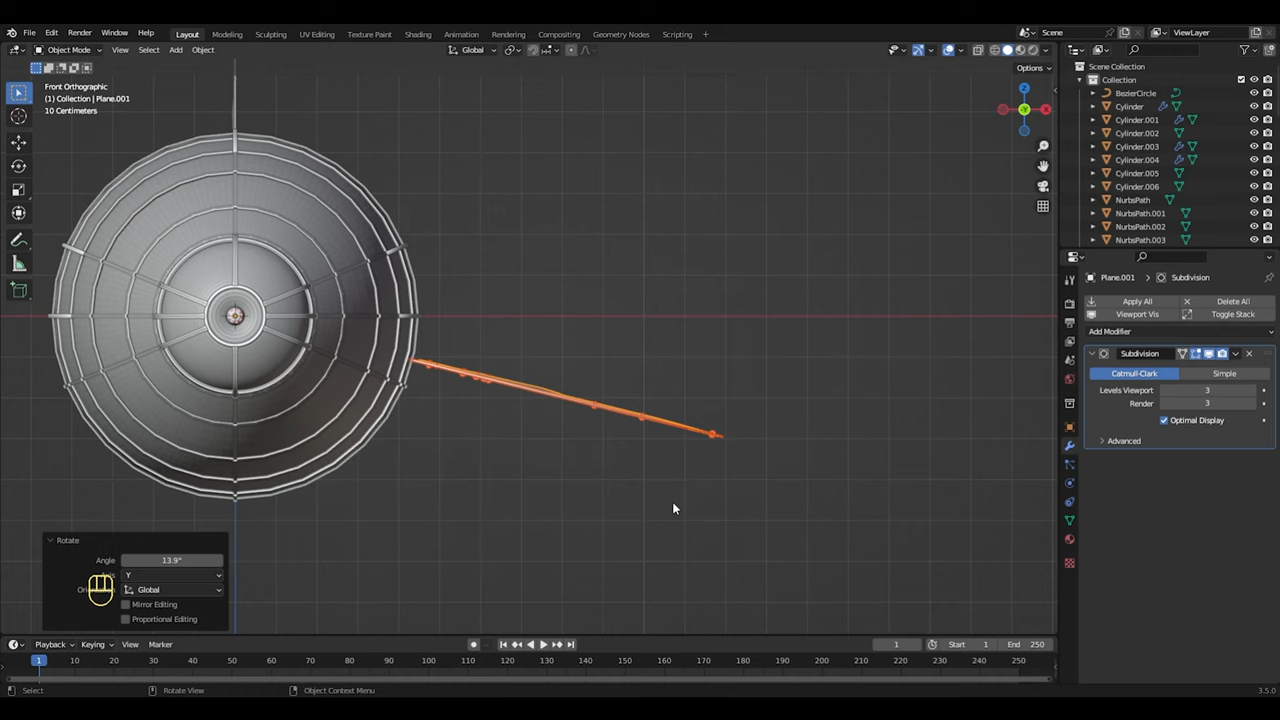 File Edit Render Window Help Layout Modeling Sculpting UV Editing Texture Paint Shading Animation Rendering Compositing Geometry Nodes Scripting Scene ViewLayer
Object Mode View Select Add Object Global
Options
Front Orthographic
(1) Collection | Plane.001
10 Centimeters
Z
X
Rotate
Angle 13.9°
Y
Global
Mirror Editing
Proportional Editing
Scene Collection
Collection
BezierCircle
Cylinder
Cylinder.001
Cylinder.002
Cylinder.003
Cylinder.004
Cylinder.005
Cylinder.006
NurbsPath
NurbsPath.001
NurbsPath.002
NurbsPath.003
Plane.001 Subdivision
Apply All Delete All
Viewport Vis Toggle Stack
Add Modifier
Subdivision
Catmull-Clark Simple
Levels Viewport 3
Render 3
Optimal Display
Advanced
Playback Keying View Marker 1 Start 1 End 250
1 10 20 30 40 50 60 70 80 90 100 110 120 130 140 150 160 170 180 190 200 210 220 230 240 250
Select Rotate View Object Context Menu 3.5.0